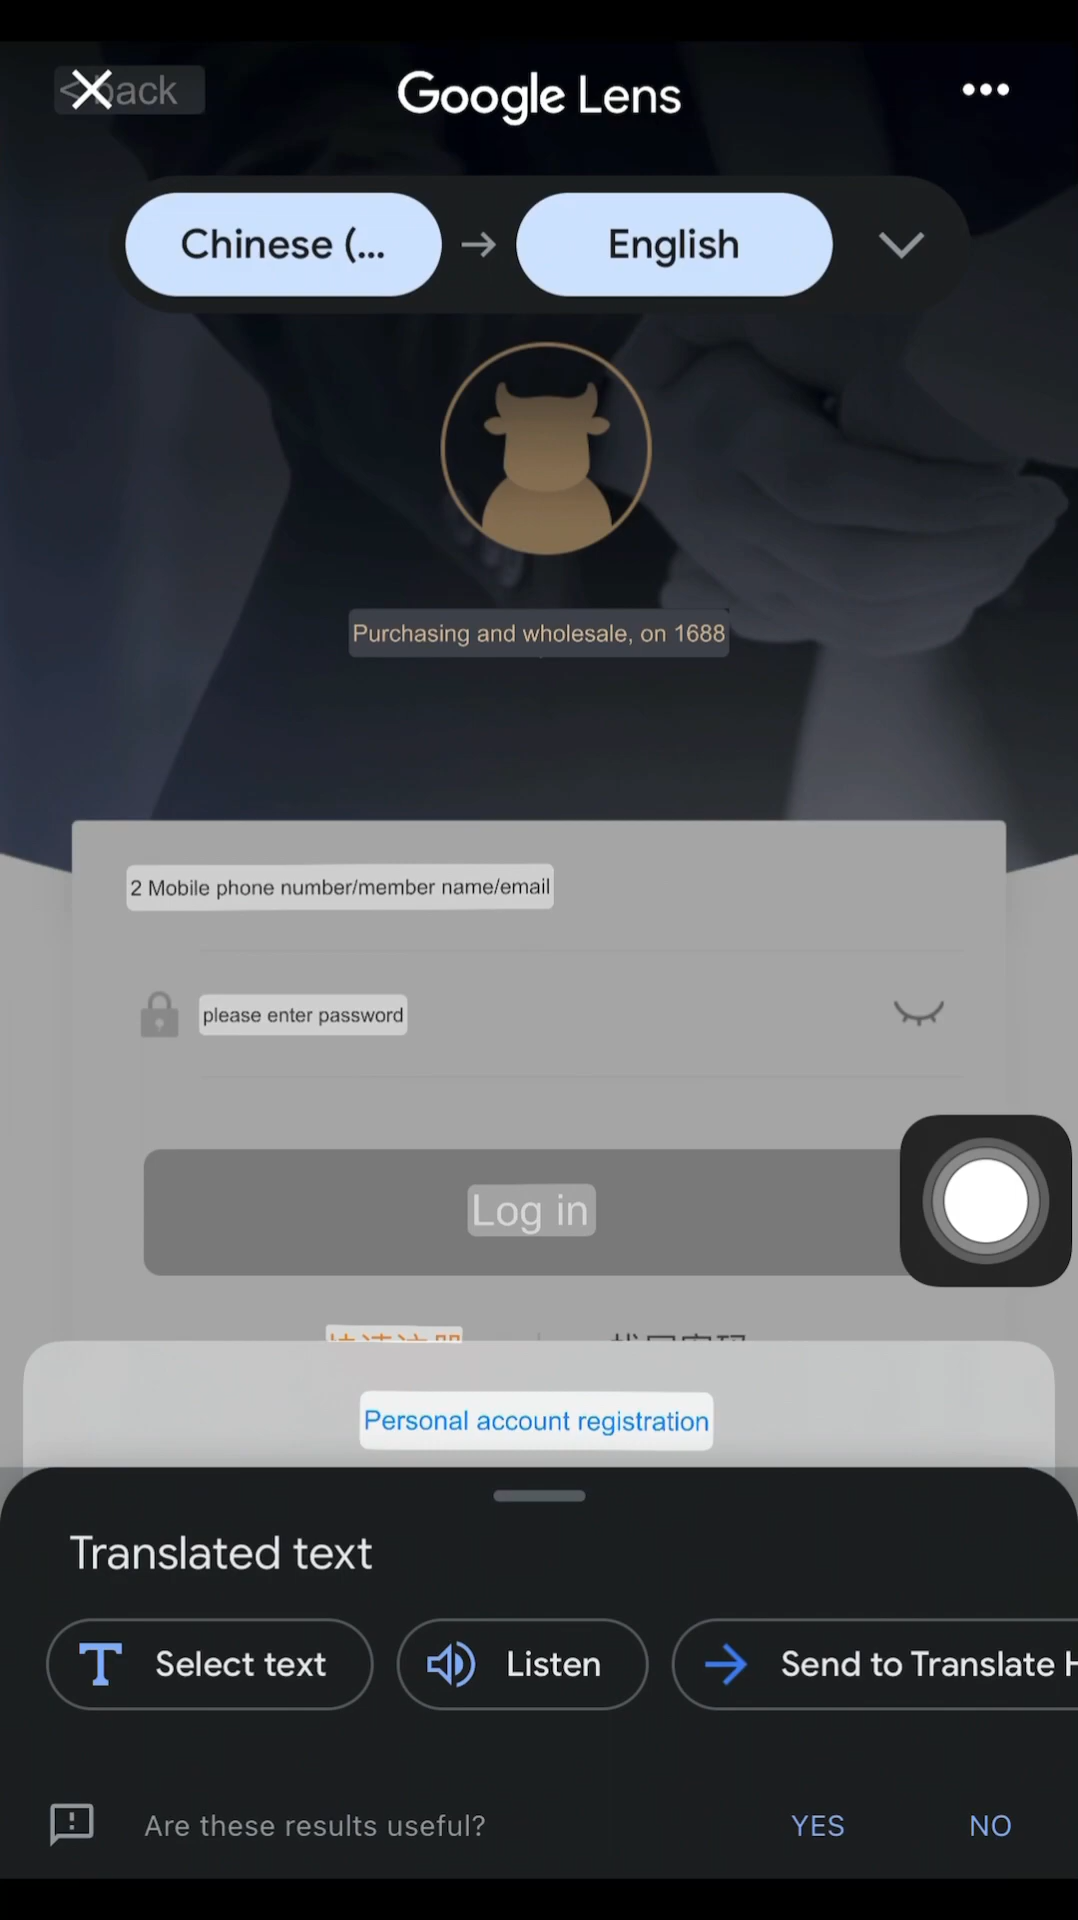 < back
Google Lens
Chinese (...
English
Purchasing and wholesale, on 1688
2 Mobile phone number/member name/email
please enter password
Log in
Personal account registration
Translated text
Select text
Listen
Send to Translate H
Are these results useful?
YES
NO